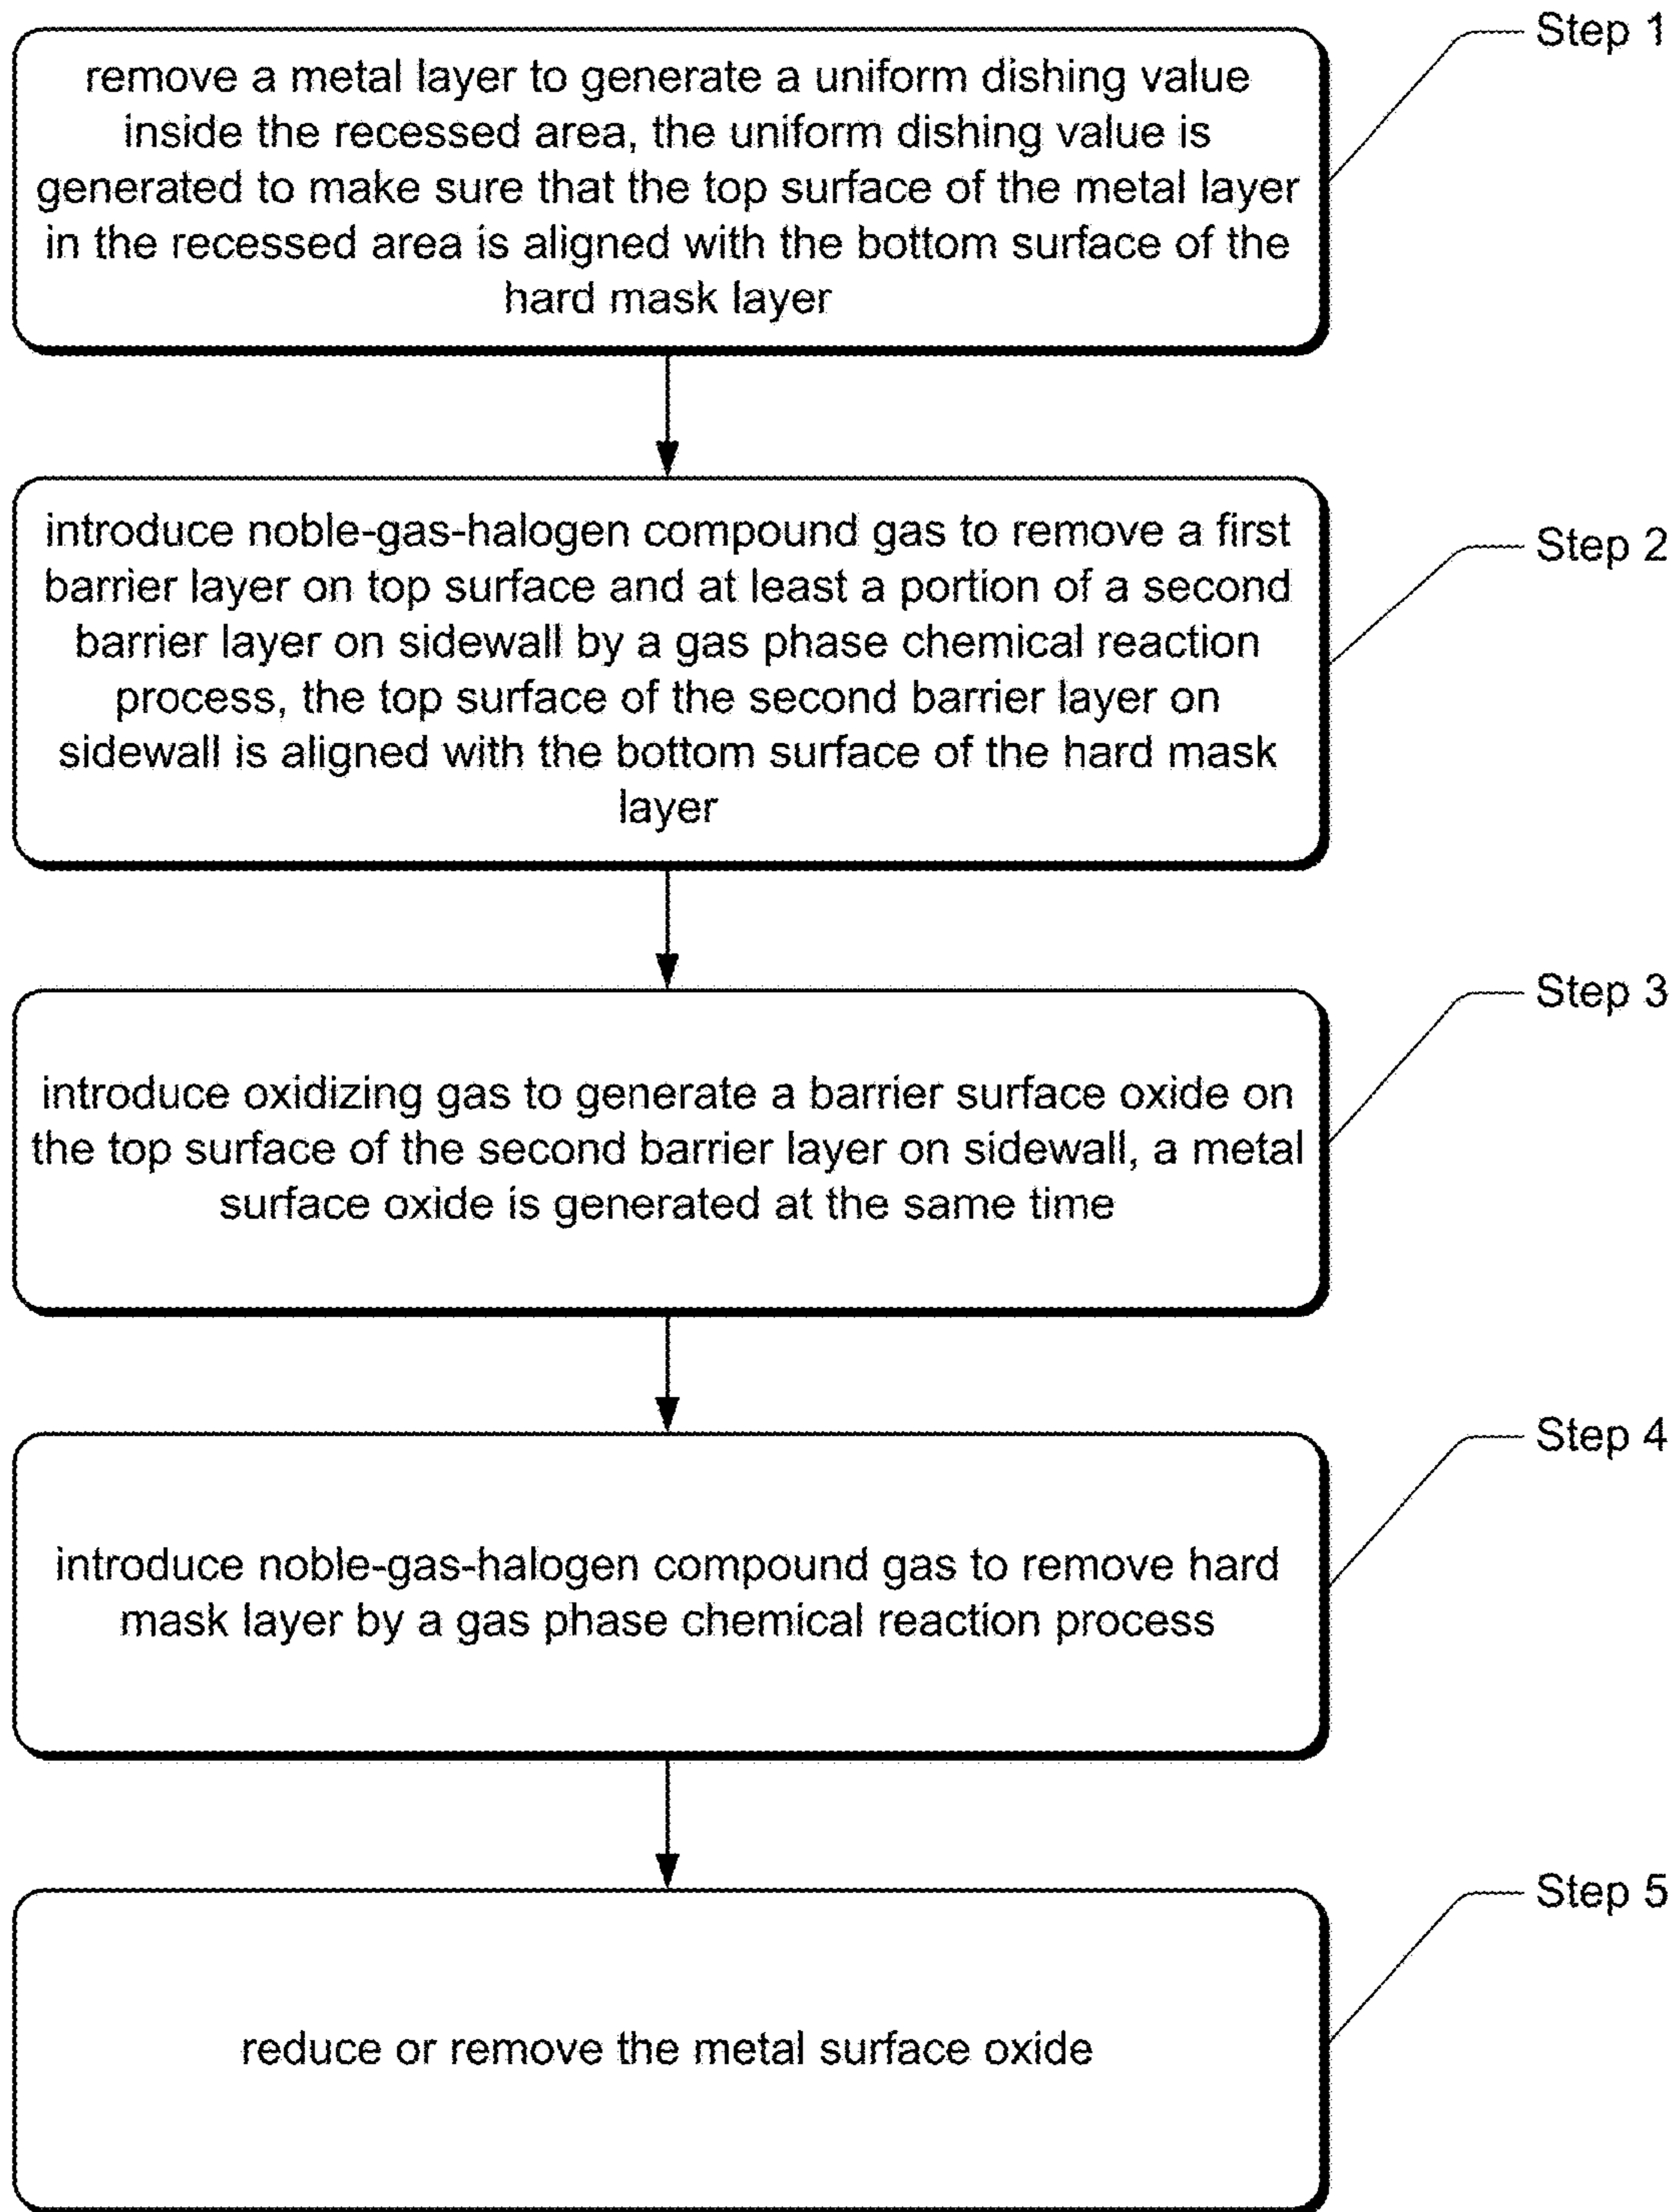 Step 1
remove a metal layer to generate a uniform dishing value
inside the recessed area, the uniform dishing value is
generated to make sure that the top surface of the metal layer
in the recessed area is aligned with the bottom surface of the
hard mask layer
Step 2
introduce noble-gas-halogen compound gas to remove a first
barrier layer on top surface and at least a portion of a second
barrier layer on sidewall by a gas phase chemical reaction
process, the top surface of the second barrier layer on
sidewall is aligned with the bottom surface of the hard mask
layer
Step 3
introduce oxidizing gas to generate a barrier surface oxide on
the top surface of the second barrier layer on sidewall, a metal
surface oxide is generated at the same time
Step 4
introduce noble-gas-halogen compound gas to remove hard
mask layer by a gas phase chemical reaction process
Step 5
reduce or remove the metal surface oxide